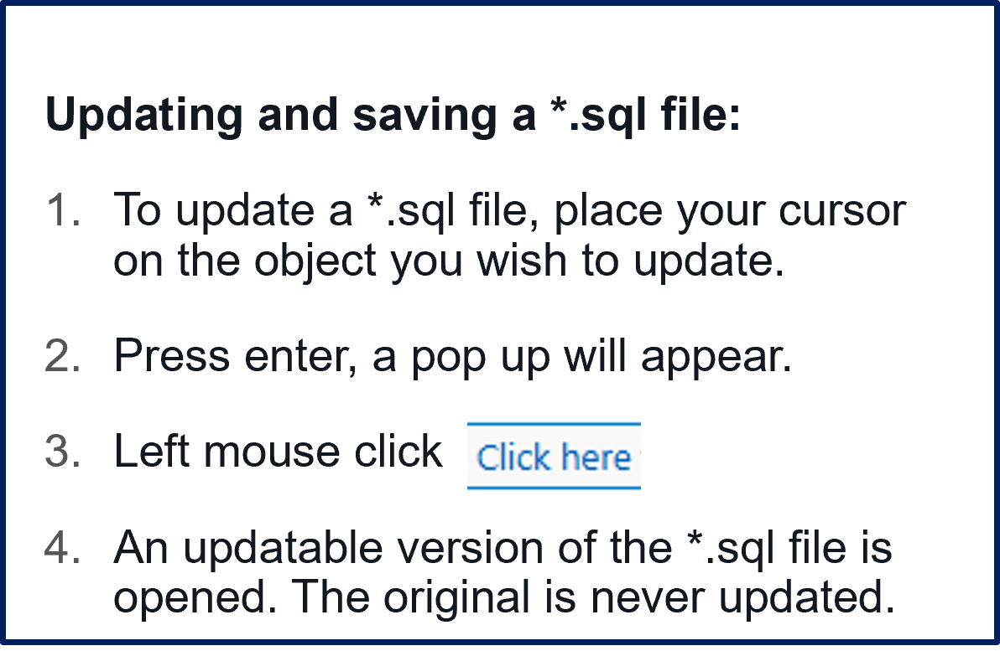 Updating and saving a *.sql file:
1. To update a *.sql file, place your cursor
on the object you wish to update.
2. Press enter, a pop up will appear.
3. Left mouse click Click here
4. An updatable version of the *.sql file is
opened. The original is never updated.